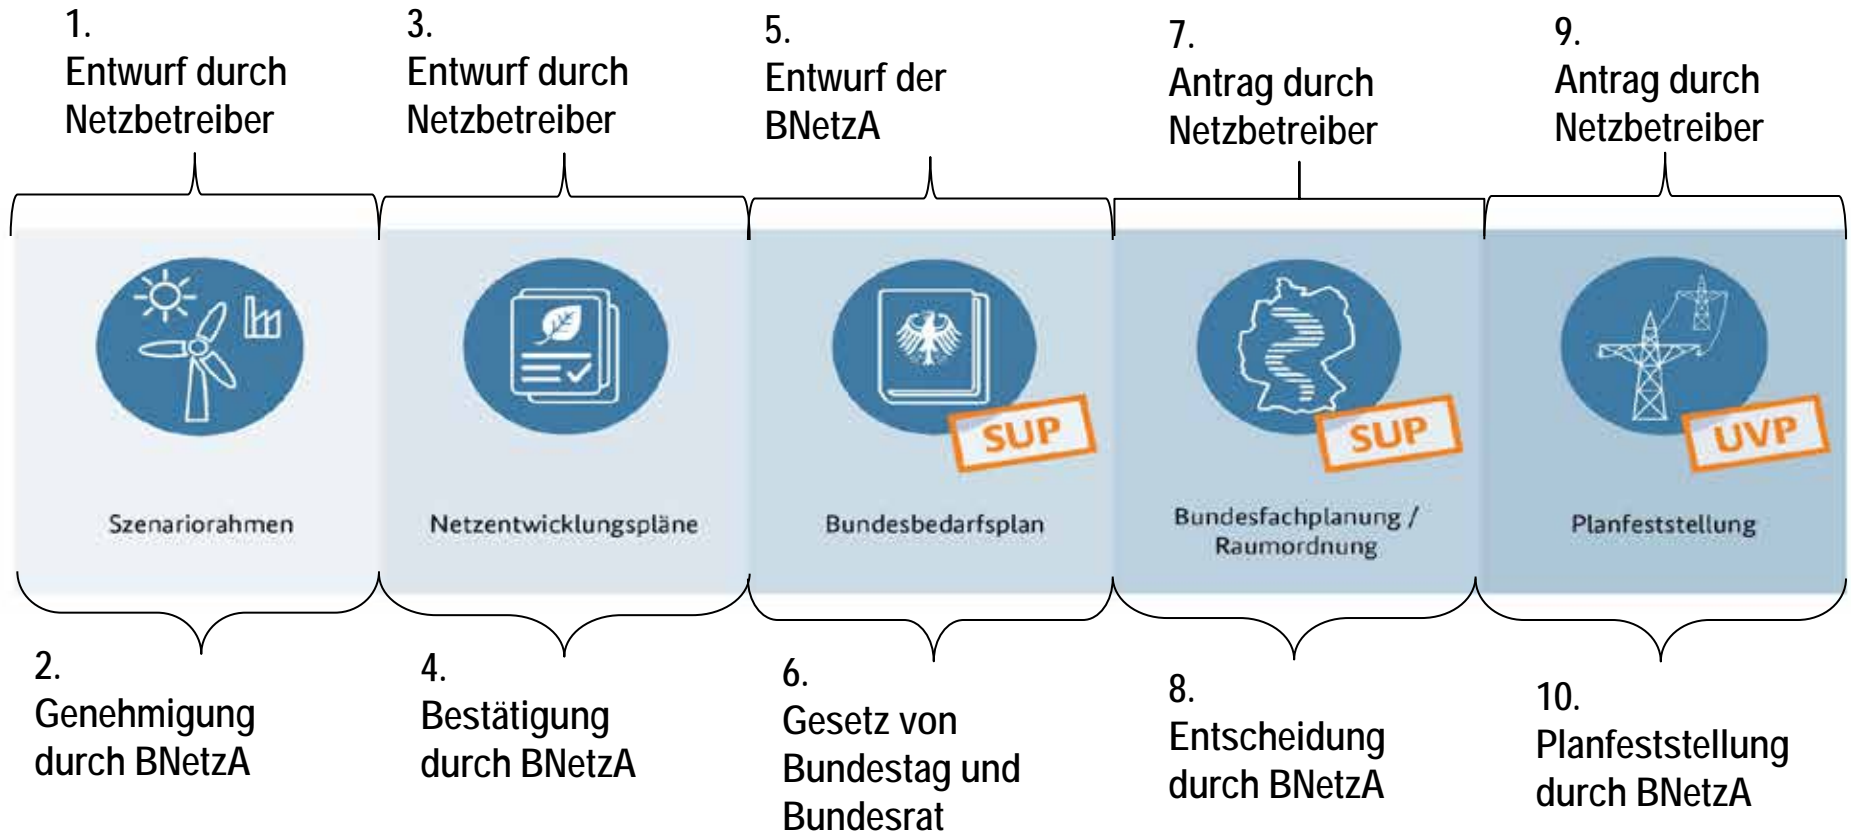 1.
Entwurf durch
Netzbetreiber
3.
Entwurf durch
Netzbetreiber
5.
Entwurf der
BNetzA
7.
Antrag durch
Netzbetreiber
9.
Antrag durch
Netzbetreiber
SUP
SUP
UVP
Szenariorahmen
Netzentwicklungspläne
Bundesbedarfsplan
Bundesfachplanung /
Raumordnung
Planfeststellung
2.
Genehmigung
durch BNetzA
4.
Bestätigung
durch BNetzA
6.
Gesetz von
Bundestag und
Bundesrat
8.
Entscheidung
durch BNetzA
10.
Planfeststellung
durch BNetzA